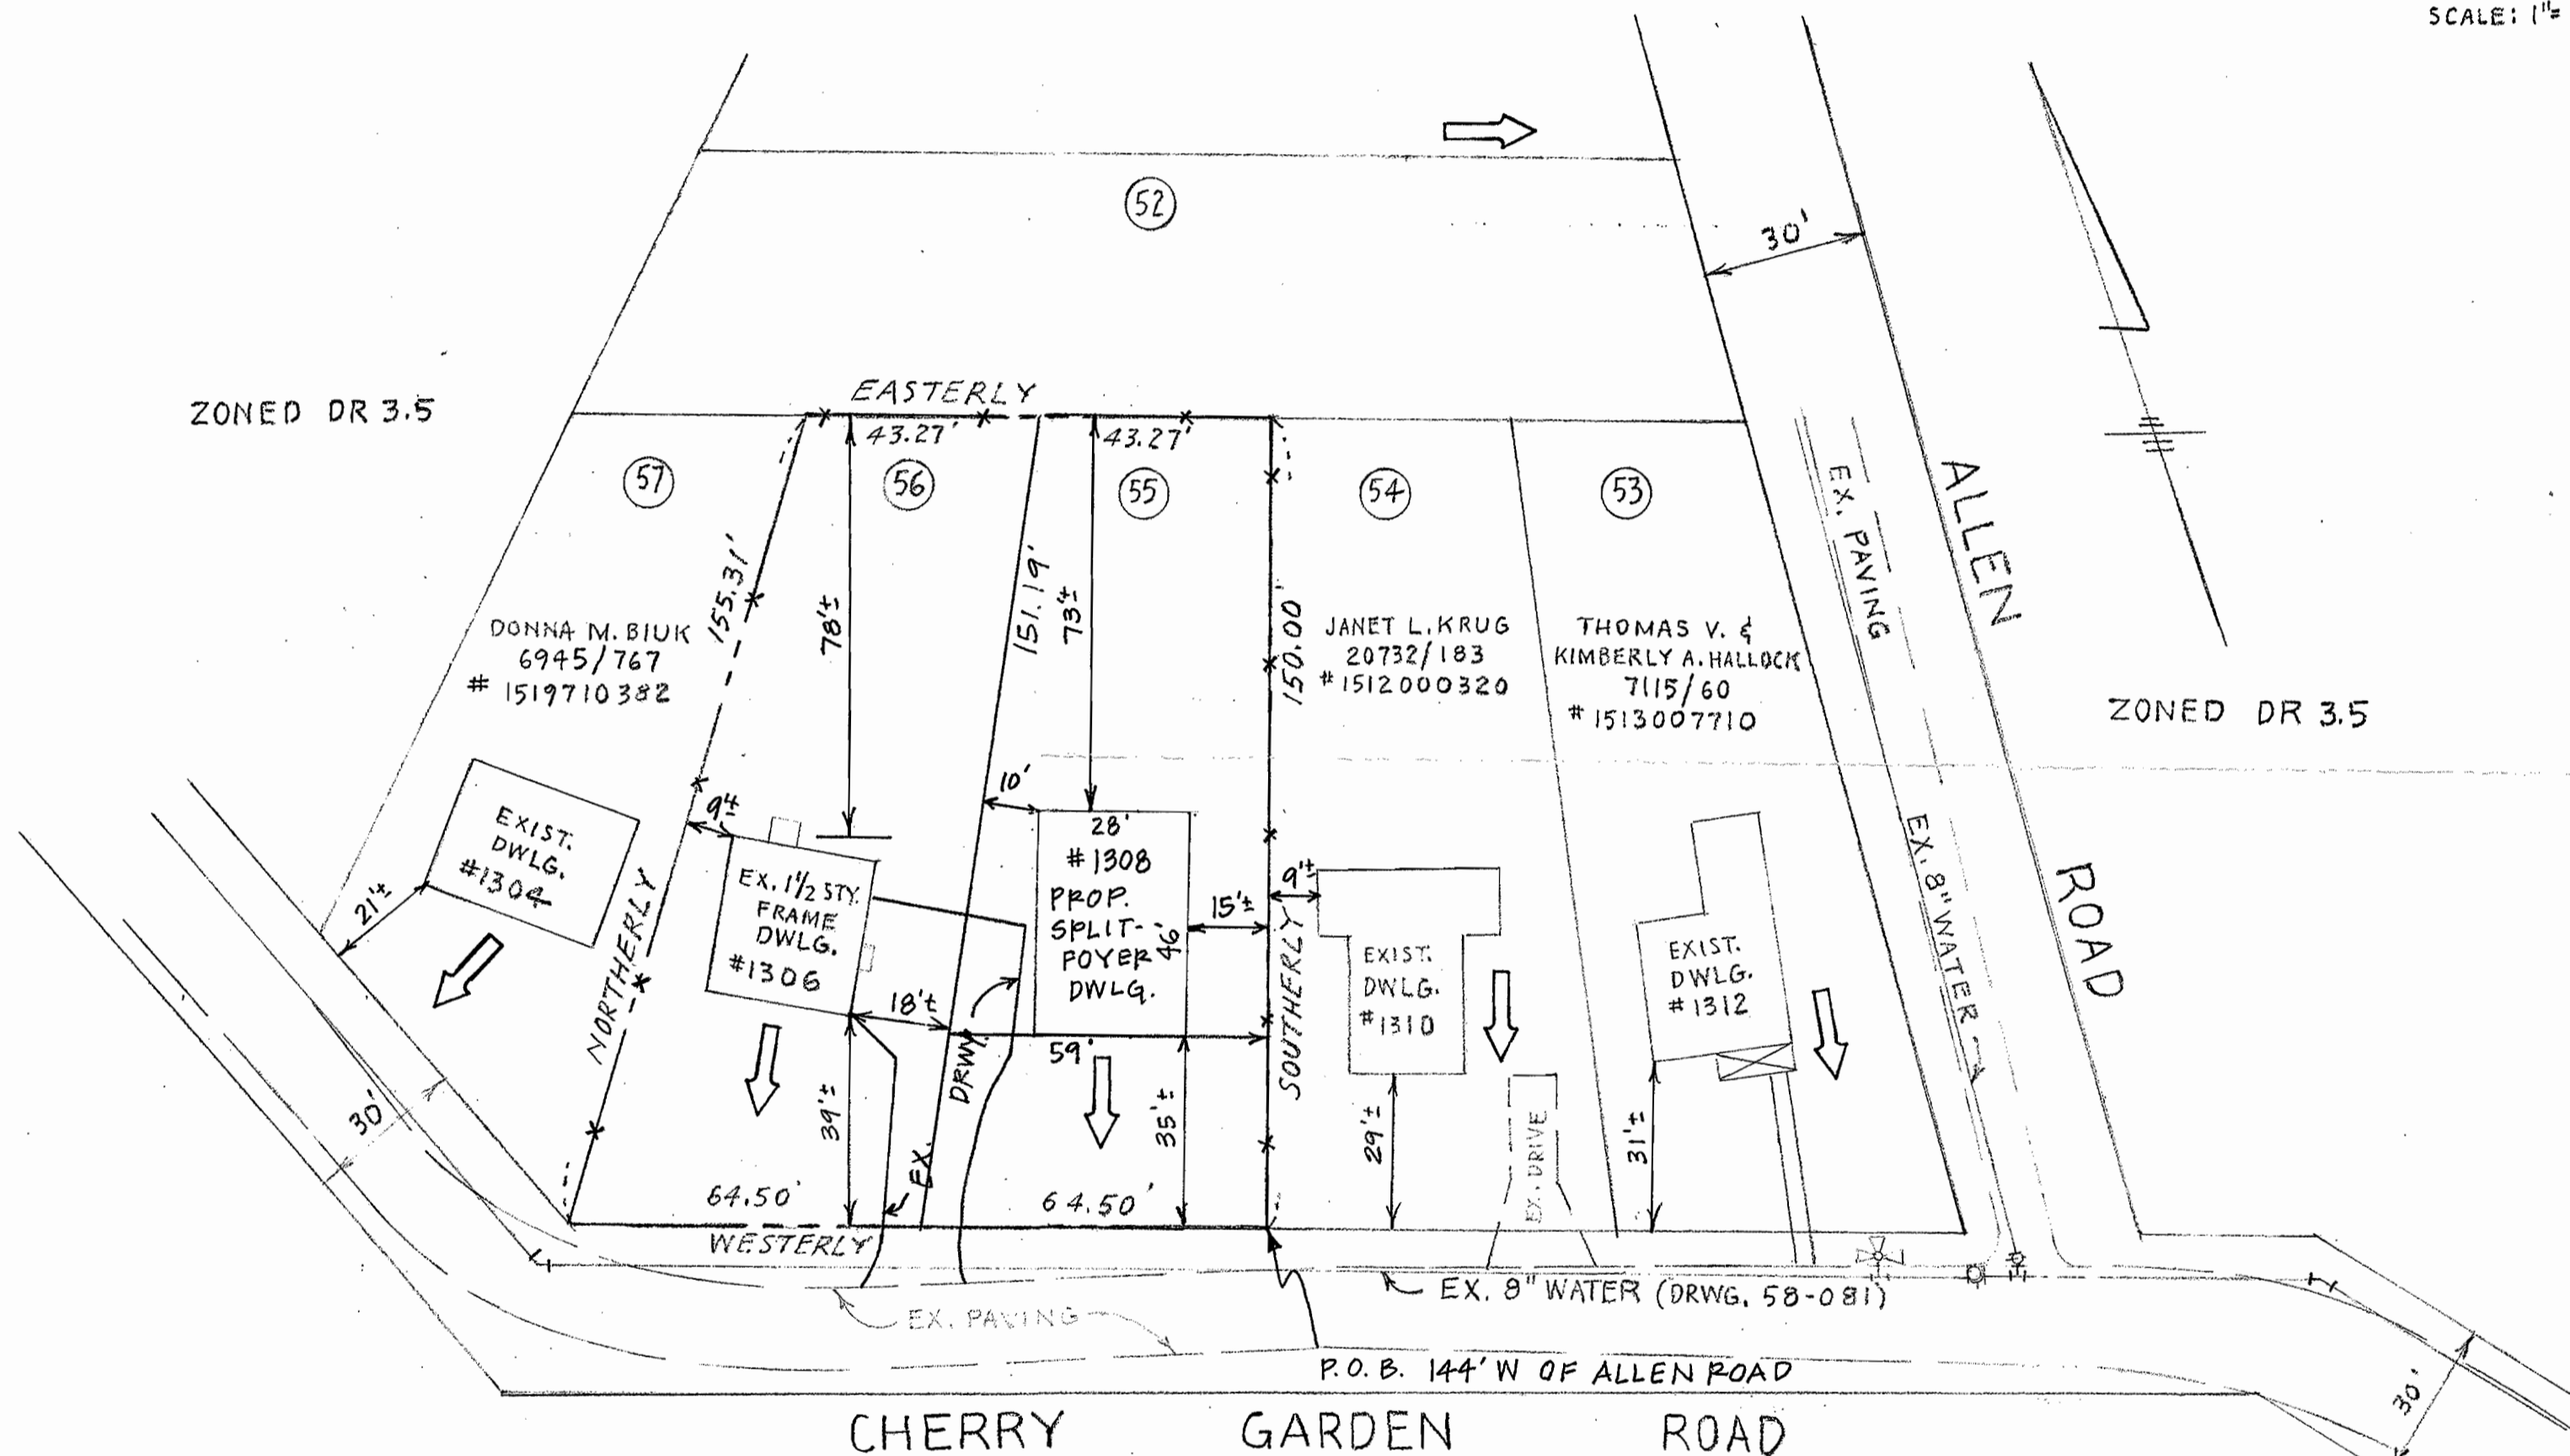 SCALE: 1"=
30'
52
EASTERLY
ZONED DR 3.5
43.27'
43.27'
57
56
55
54
53
EX. PAVING
ALLEN
ROAD
155.31'
78'±
151.19'
73'±
150.00'
DONNA M. BIUK
6945/767
# 1519710382
JANET L. KRUG
20732/183
#1512000320
THOMAS V. &
KIMBERLY A. HALLOCK
7115/60
#1513007710
ZONED DR 3.5
10'
9'±
28'
EXIST.
DWLG.
#1304
21'±
NORTHERLY
EX. 1 1/2 STY.
FRAME
DWLG.
#1306
#1308
PROP.
SPLIT-
FOYER
DWLG.
46'
15'±
9'±
SOUTHERLY
EXIST.
DWLG.
#1310
EXIST.
DWLG.
#1312
EX. 8" WATER
18'±
59'
30'
39'±
EX.
DRWY.
35'±
29'±
EX. DRIVE
31'±
64.50'
64.50'
WESTERLY
EX. 8" WATER (DRWG. 58-081)
EX. PAVING
P.O.B. 144' W OF ALLEN ROAD
30'
CHERRY GARDEN ROAD